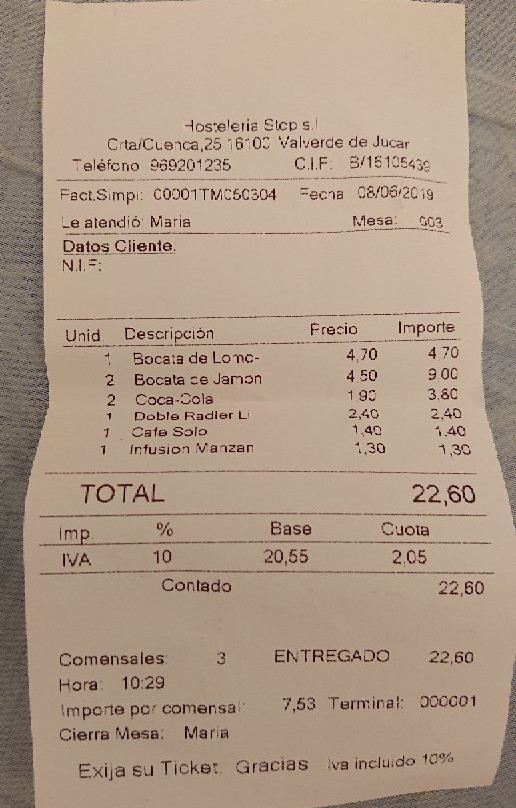 Hosteleria Stop s.l
Crta/Cuenca,25 16100 Valverde de Jucar
Teléfono 969201235 C.I.F: B/16105439
Fact.Simpl: 00001TM050304 Fecha 08/06/2019
Le atendió: Maria Mesa: 003
Datos Cliente.
N.I.F:
Unid Descripción Precio Importe
1 Bocata de Lomo- 4,70 4,70
2 Bocata de Jamon 4,50 9,00
2 Coca-Cola 1,90 3,80
1 Doble Radler Li 2,40 2,40
1 Cafe Solo 1,40 1,40
1 Infusion Manzan 1,30 1,30
TOTAL 22,60
Imp. % Base Cuota
IVA 10 20,55 2,05
Contado 22,60
Comensales: 3 ENTREGADO 22,60
Hora: 10:29
Importe por comensal: 7,53 Terminal: 000001
Cierra Mesa: Maria
Exija su Ticket. Gracias Iva incluido 10%